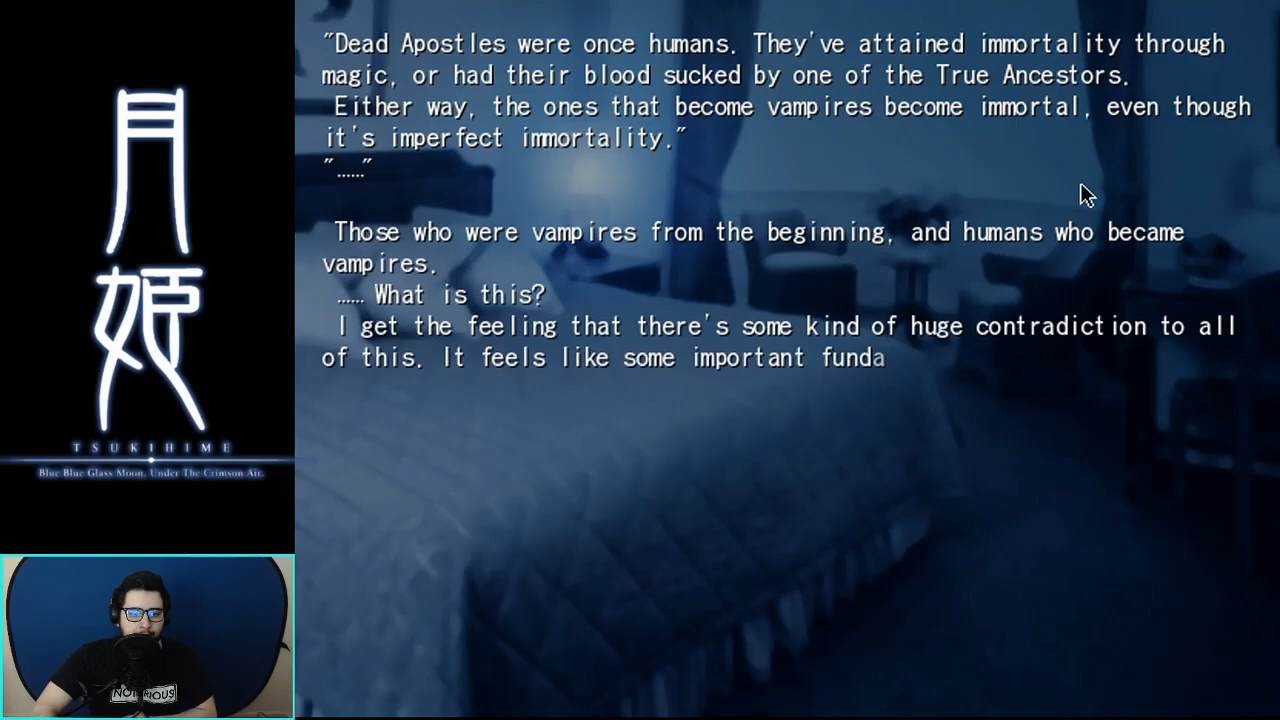 "Dead Apostles were once humans. They've attained immortality through
magic, or had their blood sucked by one of the True Ancestors.
Either way, the ones that become vampires become immortal, even though
it's imperfect immortality."
"……"
Those who were vampires from the beginning, and humans who became
vampires.
…… What is this?
I get the feeling that there's some kind of huge contradiction to all
of this. It feels like some important funda
月
姫
TSUKIHIME
Blue Blue Glass Moon, Under The Crimson Air.